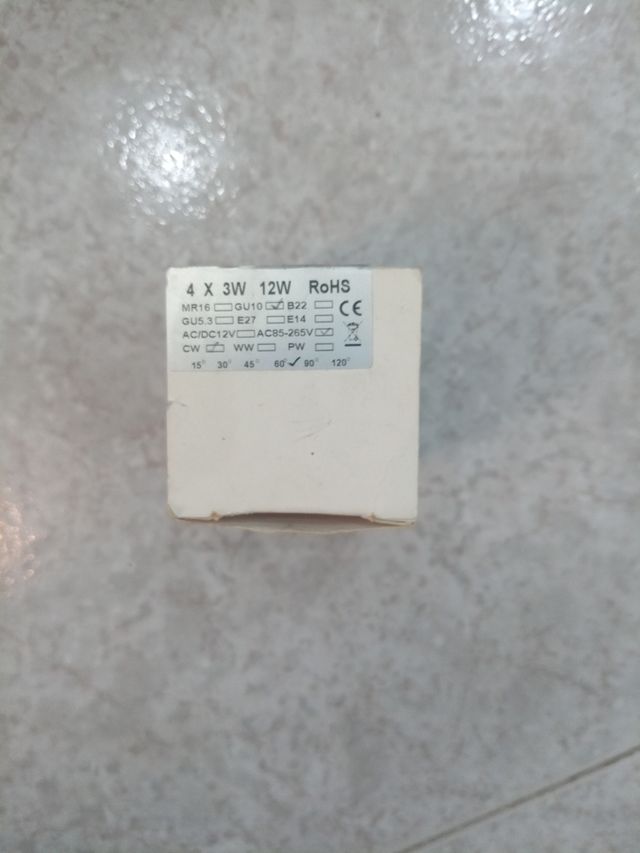 4 X 3W 12W RoHS
MR16 GU10 B22
GU5.3 E27 E14
AC/DC12V AC85-265V
CW WW PW
15° 30° 45° 60° 90° 120°
CE